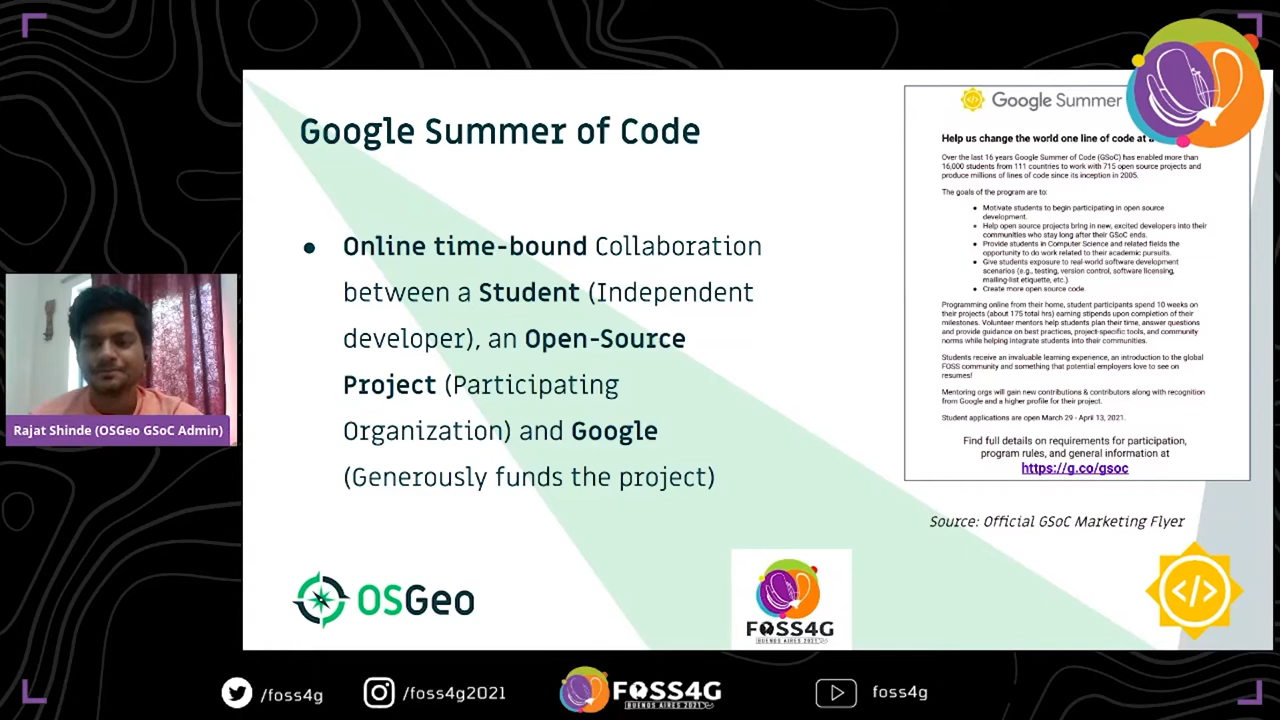 Google Summer of Code
● Online time-bound Collaboration
between a Student (Independent
developer), an Open-Source
Project (Participating
Organization) and Google
(Generously funds the project)
Google Summer
Help us change the world one line of code at a
Over the last 16 years Google Summer of Code (GSoC) has enabled more than
16,000 students from 111 countries to work with 715 open source projects and
produce millions of lines of code since its inception in 2005.
The goals of the program are to:
● Motivate students to begin participating in open source
development.
● Help open source projects bring in new, excited developers into their
communities who stay long after their GSoC ends.
● Provide students in Computer Science and related fields the
opportunity to do work related to their academic pursuits.
● Give students exposure to real-world software development
scenarios (e.g., testing, version control, software licensing,
mailing-list etiquette, etc.).
● Create more open source code.
Programming online from their home, student participants spend 10 weeks on
their projects (about 175 total hrs) earning stipends upon completion of their
milestones. Volunteer mentors help students plan their time, answer questions
and provide guidance on best practices, project-specific tools, and community
norms while helping integrate students into their communities.
Students receive an invaluable learning experience, an introduction to the global
FOSS community and something that potential employers love to see on
resumes!
Mentoring orgs will gain new contributions & contributors along with recognition
from Google and a higher profile for their project.
Student applications are open March 29 - April 13, 2021.
Find full details on requirements for participation,
program rules, and general information at
https://g.co/gsoc
Source: Official GSoC Marketing Flyer
Rajat Shinde (OSGeo GSoC Admin)
OSGeo
FOSS4G
BUENOS AIRES 2021
</>
/foss4g
/foss4g2021
FOSS4G
BUENOS AIRES 2021
foss4g